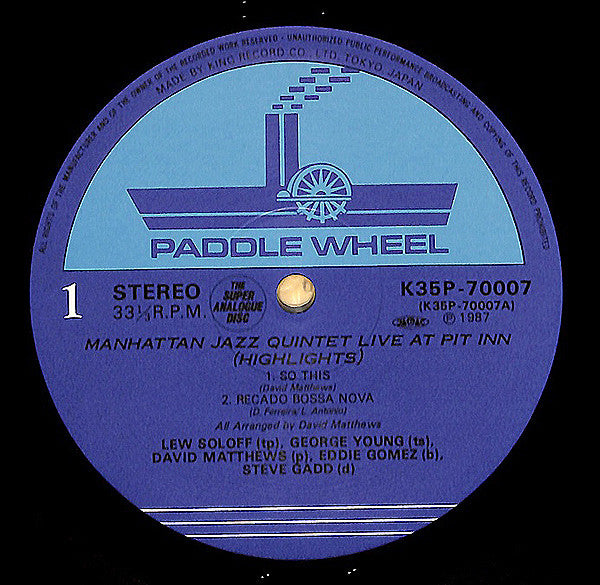 ALL RIGHTS OF THE MANUFACTURER AND OF THE OWNER OF THE RECORDED WORK RESERVED - UNAUTHORIZED PUBLIC PERFORMANCE BROADCASTING AND COPYING OF THIS RECORD PROHIBITED
MADE BY KING RECORD CO., LTD. TOKYO, JAPAN
PADDLE WHEEL
1
STEREO
33⅓ R.P.M.
THE
SUPER
ANALOGUE
DISC
K35P-70007
(K35P-70007A)
℗ 1987
MANHATTAN JAZZ QUINTET LIVE AT PIT INN
(HIGHLIGHTS)
1. SO THIS
(David Matthews)
2. RECADO BOSSA NOVA
(D. Ferreira; L. Antonio)
All Arranged by David Matthews
LEW SOLOFF (tp), GEORGE YOUNG (ts),
DAVID MATTHEWS (p), EDDIE GOMEZ (b),
STEVE GADD (d)